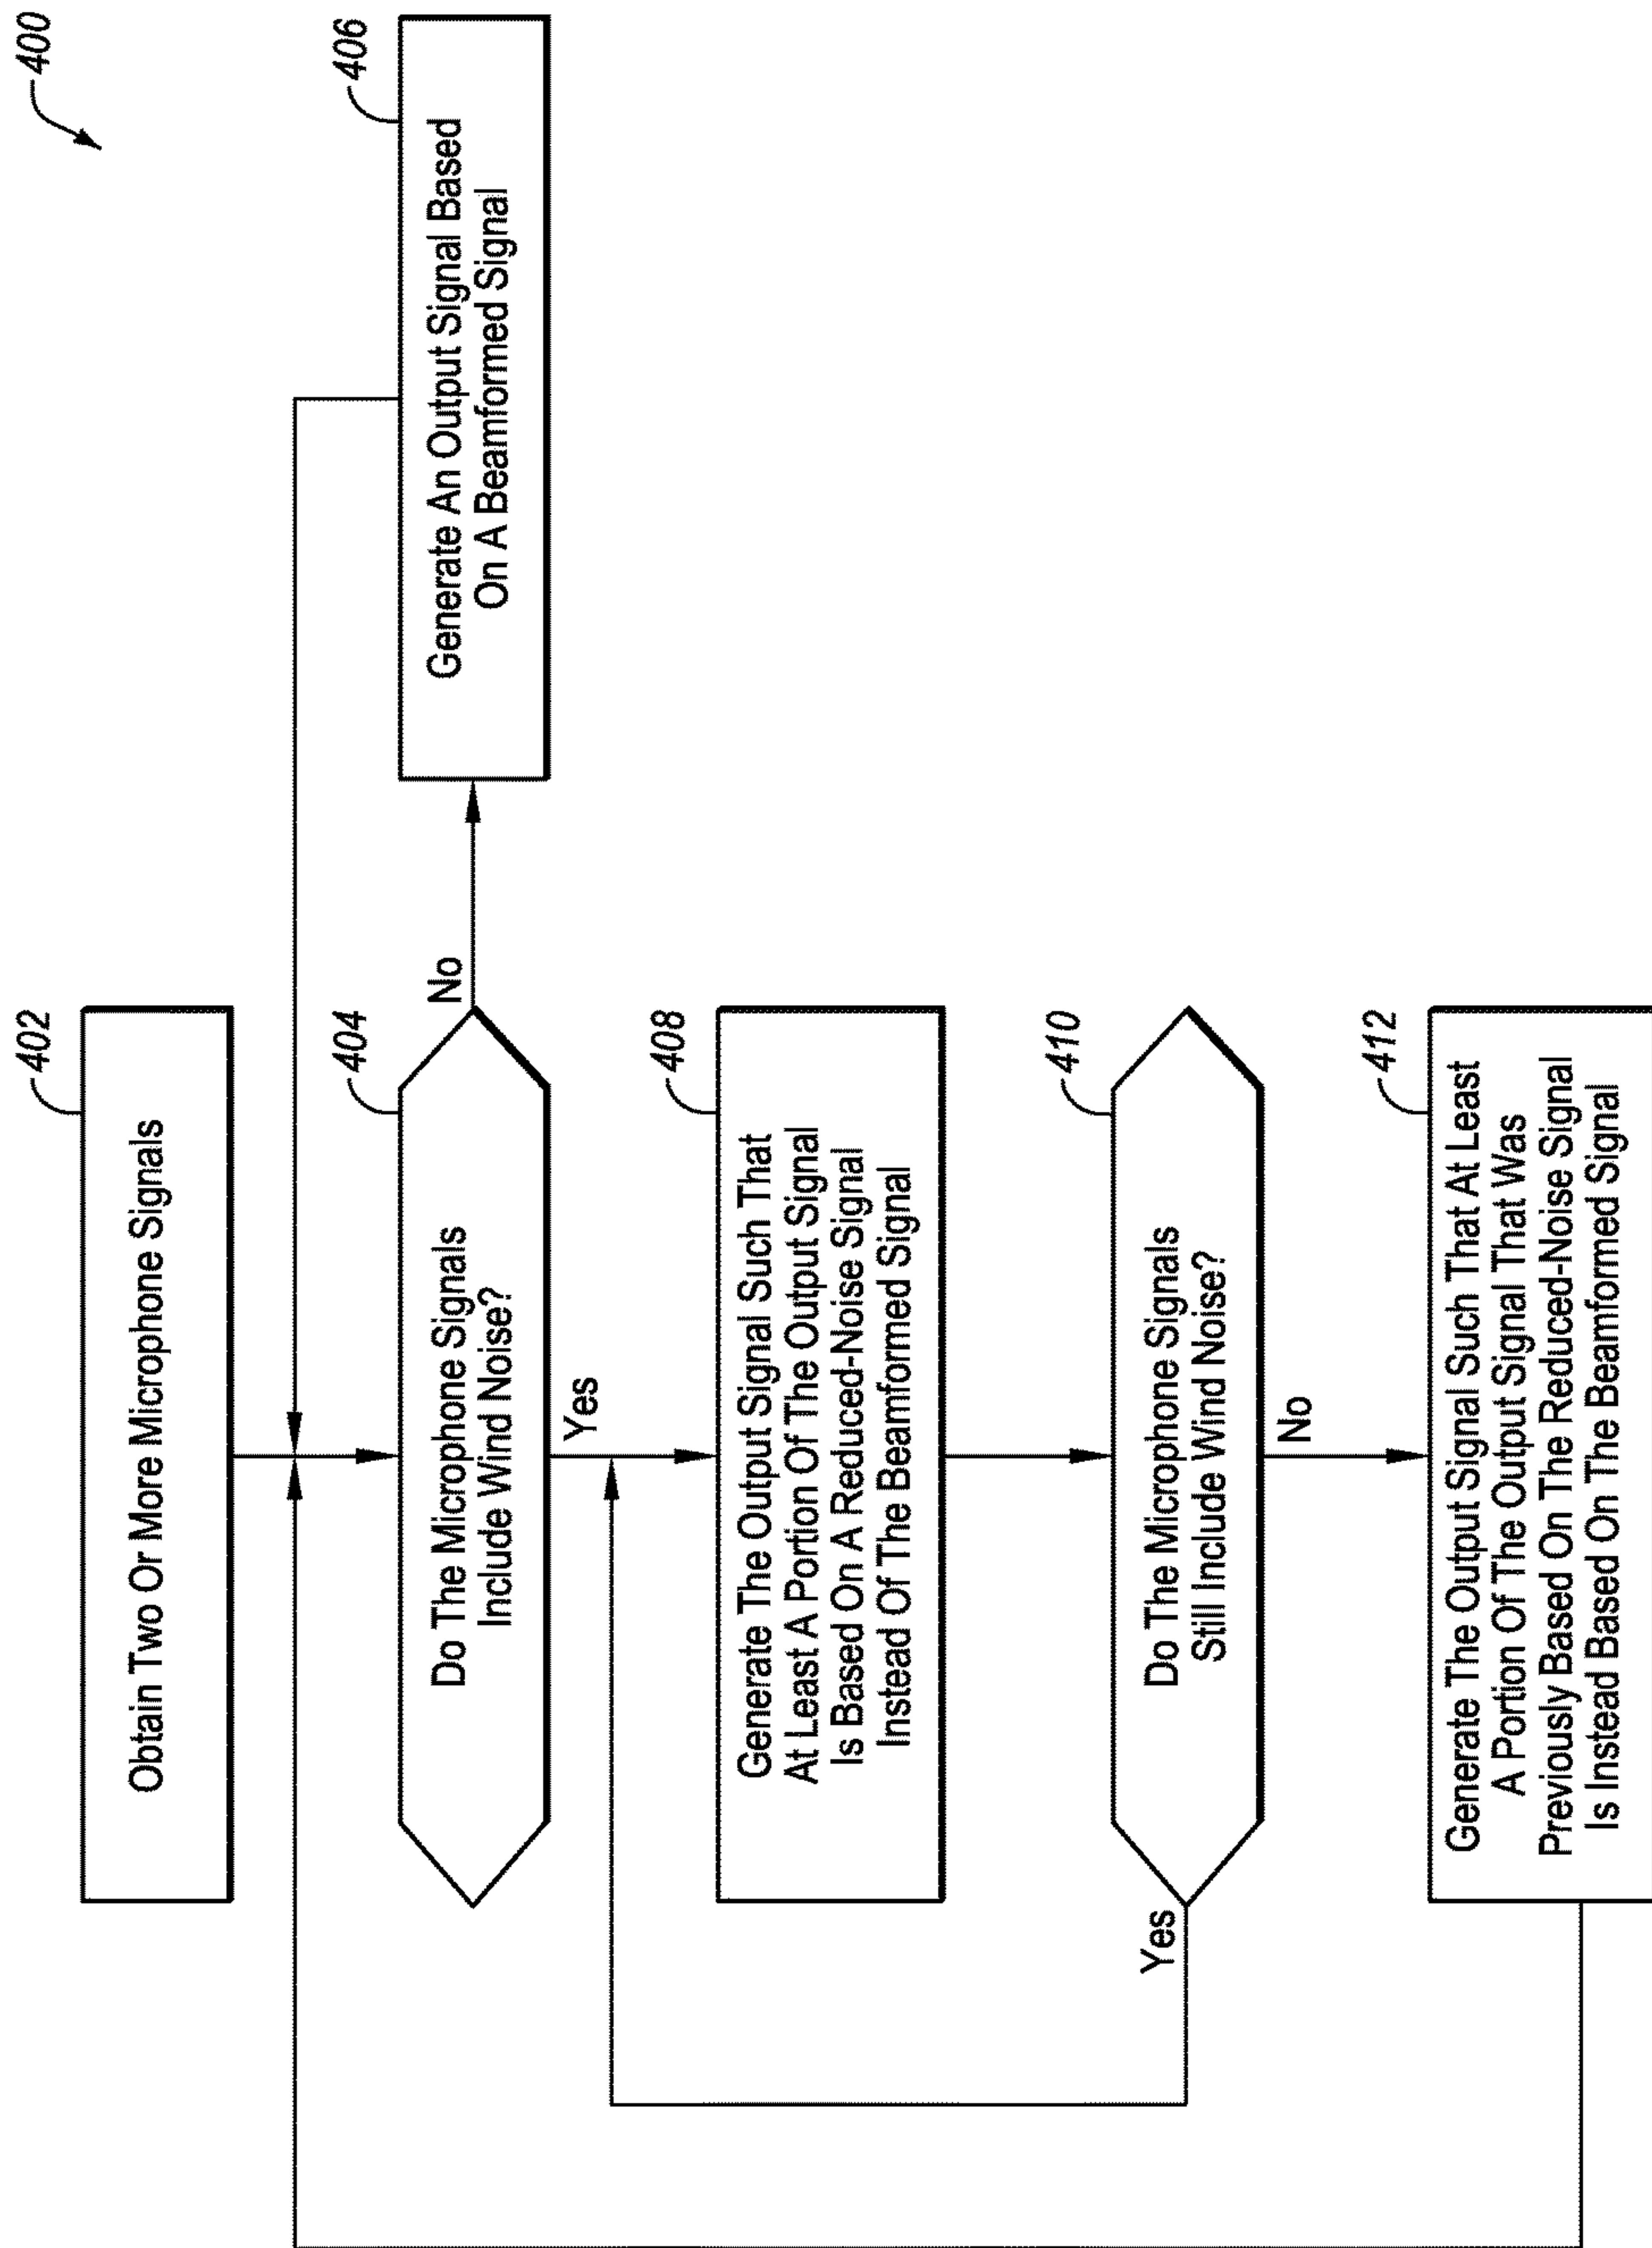 400
402
Obtain Two Or More Microphone Signals
404
Do The Microphone Signals
Include Wind Noise?
No
406
Generate An Output Signal Based
On A Beamformed Signal
Yes
408
Generate The Output Signal Such That
At Least A Portion Of The Output Signal
Is Based On A Reduced-Noise Signal
Instead Of The Beamformed Signal
410
Do The Microphone Signals
Still Include Wind Noise?
Yes
No
412
Generate The Output Signal Such That At Least
A Portion Of The Output Signal That Was
Previously Based On The Reduced-Noise Signal
Is Instead Based On The Beamformed Signal